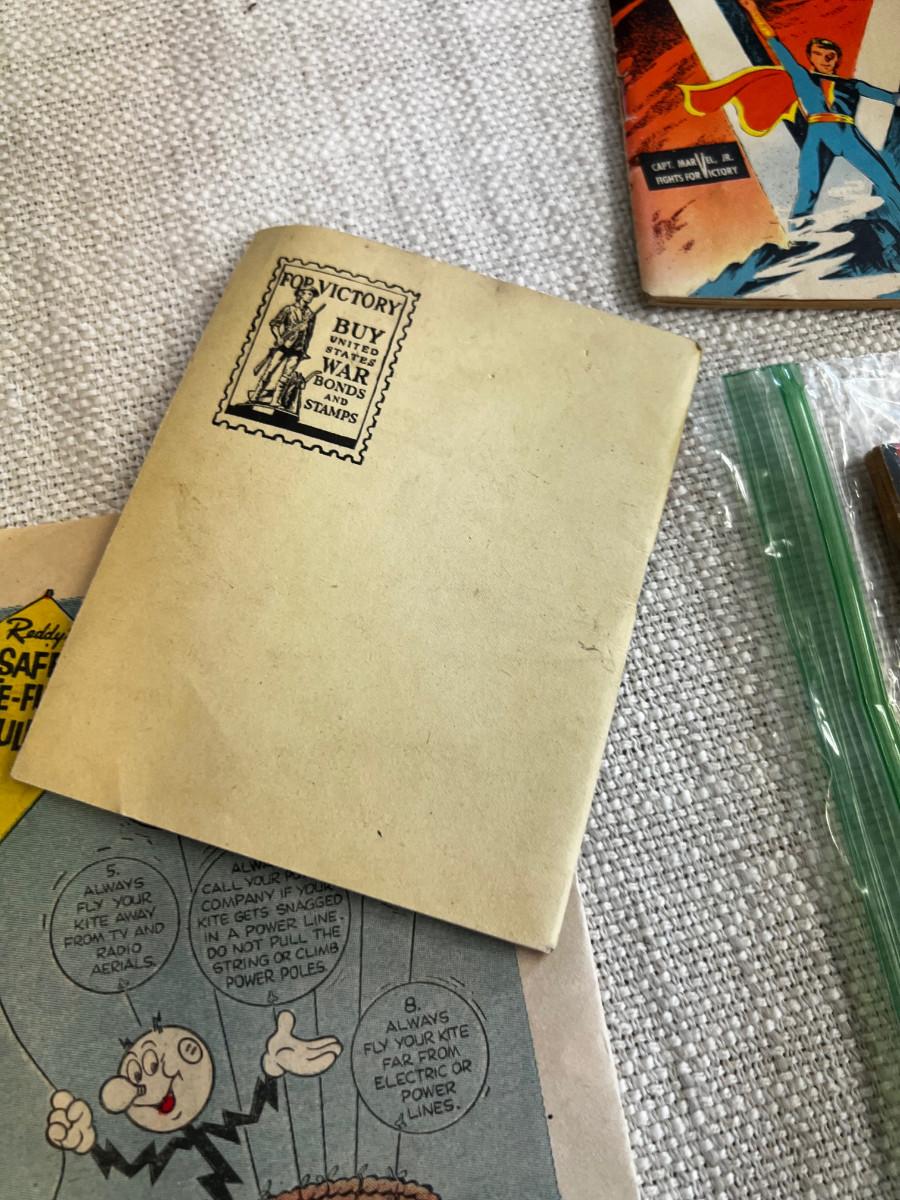 CAPT. MARVEL, JR.
FIGHTS FOR VICTORY
FOR VICTORY
BUY
UNITED
STATES
WAR
BONDS
AND
STAMPS
Reddy
SAFE
5.
ALWAYS
FLY YOUR
KITE AWAY
FROM TV AND
RADIO
AERIALS.
CALL YOUR
COMPANY IF YOUR
KITE GETS SNAGGED
IN A POWER LINE.
DO NOT PULL THE
STRING OR CLIMB
POWER POLES.
8.
ALWAYS
FLY YOUR KITE
FAR FROM
ELECTRIC OR
POWER
LINES.